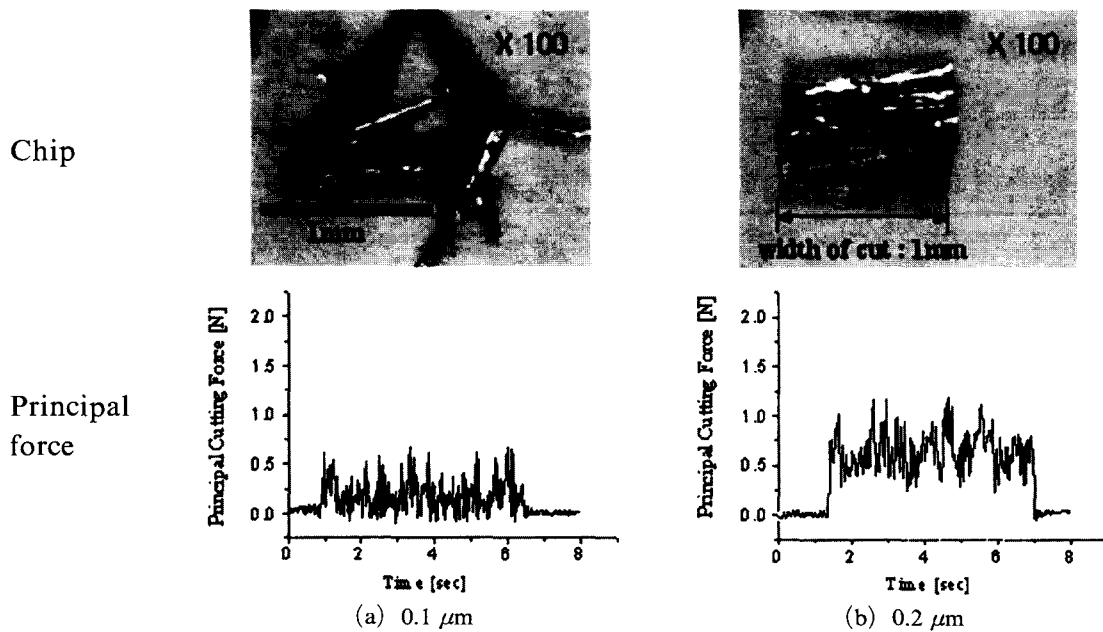 X 100
X 100
Chip
1mm
width of cut : 1mm
Principal
force
Principal Cutting Force [N]
2.0
1.5
1.0
0.5
0.0
0
2
4
6
8
Time [sec]
(a) 0.1 μm
Principal Cutting Force [N]
2.0
1.5
1.0
0.5
0.0
0
2
4
6
8
Time [sec]
(b) 0.2 μm